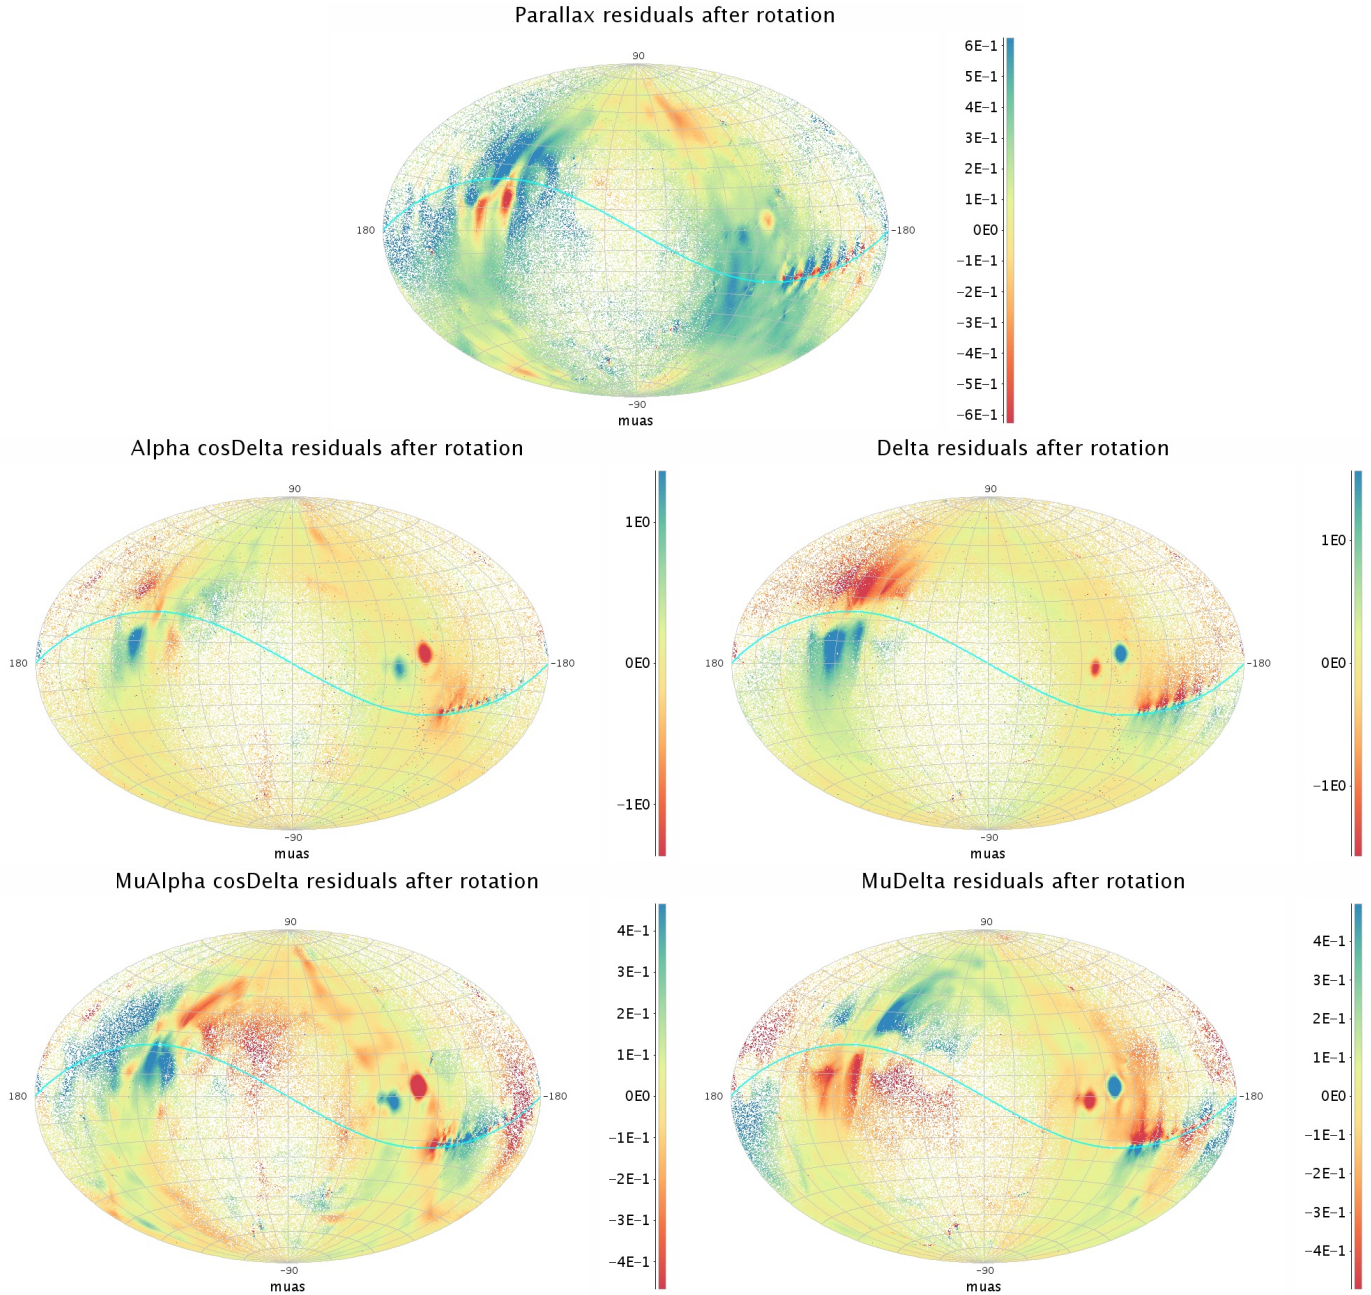 Parallax residuals after rotation
90
180
−180
−90
muas
6E−1
5E−1
4E−1
3E−1
2E−1
1E−1
0E0
−1E−1
−2E−1
−3E−1
−4E−1
−5E−1
−6E−1
Alpha cosDelta residuals after rotation
90
180
−180
−90
muas
1E0
0E0
−1E0
Delta residuals after rotation
90
180
−180
−90
muas
1E0
0E0
−1E0
MuAlpha cosDelta residuals after rotation
90
180
−180
−90
muas
4E−1
3E−1
2E−1
1E−1
0E0
−1E−1
−2E−1
−3E−1
−4E−1
MuDelta residuals after rotation
90
180
−180
−90
muas
4E−1
3E−1
2E−1
1E−1
0E0
−1E−1
−2E−1
−3E−1
−4E−1